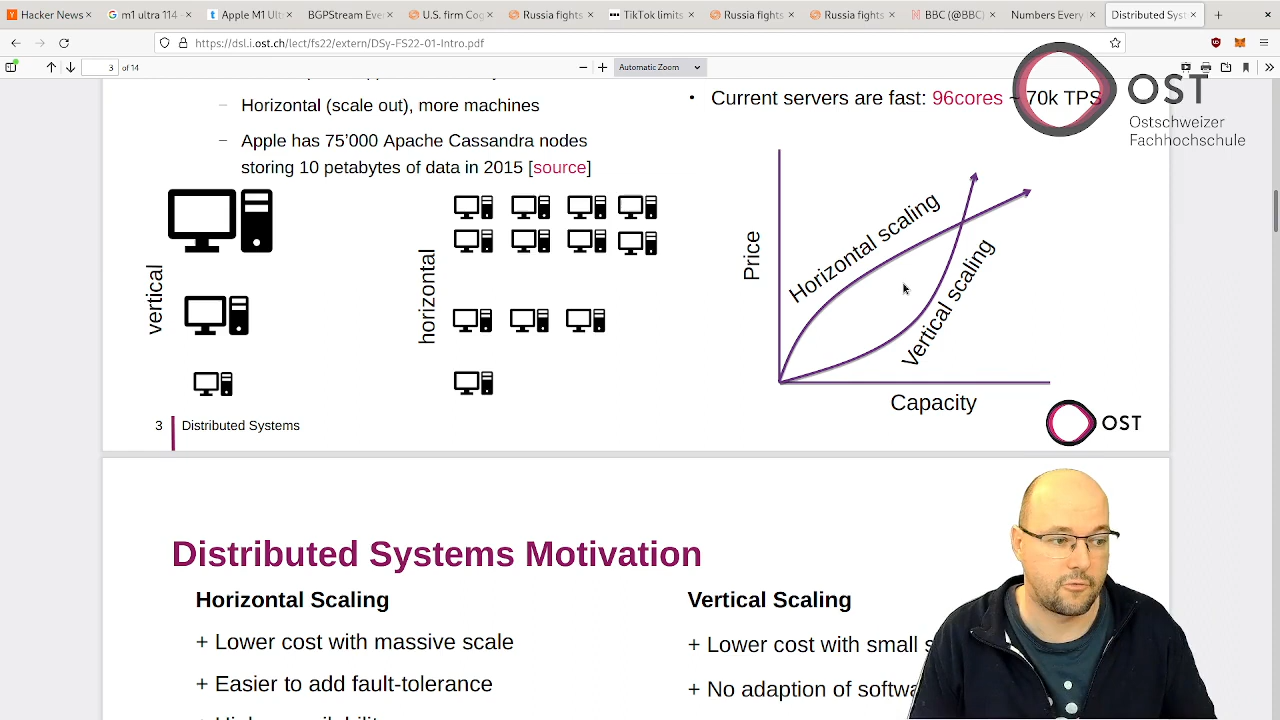 Hacker News
m1 ultra 114
Apple M1 Ult
BGPStream Eve
U.S. firm Cog
Russia fights
TikTok limits
Russia fights
Russia fights
BBC (@BBC)
Numbers Every
Distributed Syst
https://dsl.i.ost.ch/lect/fs22/extern/DSy-FS22-01-Intro.pdf
3 of 14
Automatic Zoom
OST
Ostschweizer
Fachhochschule
– Horizontal (scale out), more machines
– Apple has 75’000 Apache Cassandra nodes
storing 10 petabytes of data in 2015 [source]
• Current servers are fast: 96cores ~ 70k TPS
vertical
horizontal
Price
Horizontal scaling
Vertical scaling
Capacity
3 Distributed Systems
OST
Distributed Systems Motivation
Horizontal Scaling
+ Lower cost with massive scale
+ Easier to add fault-tolerance
Vertical Scaling
+ Lower cost with small s
+ No adaption of softwa